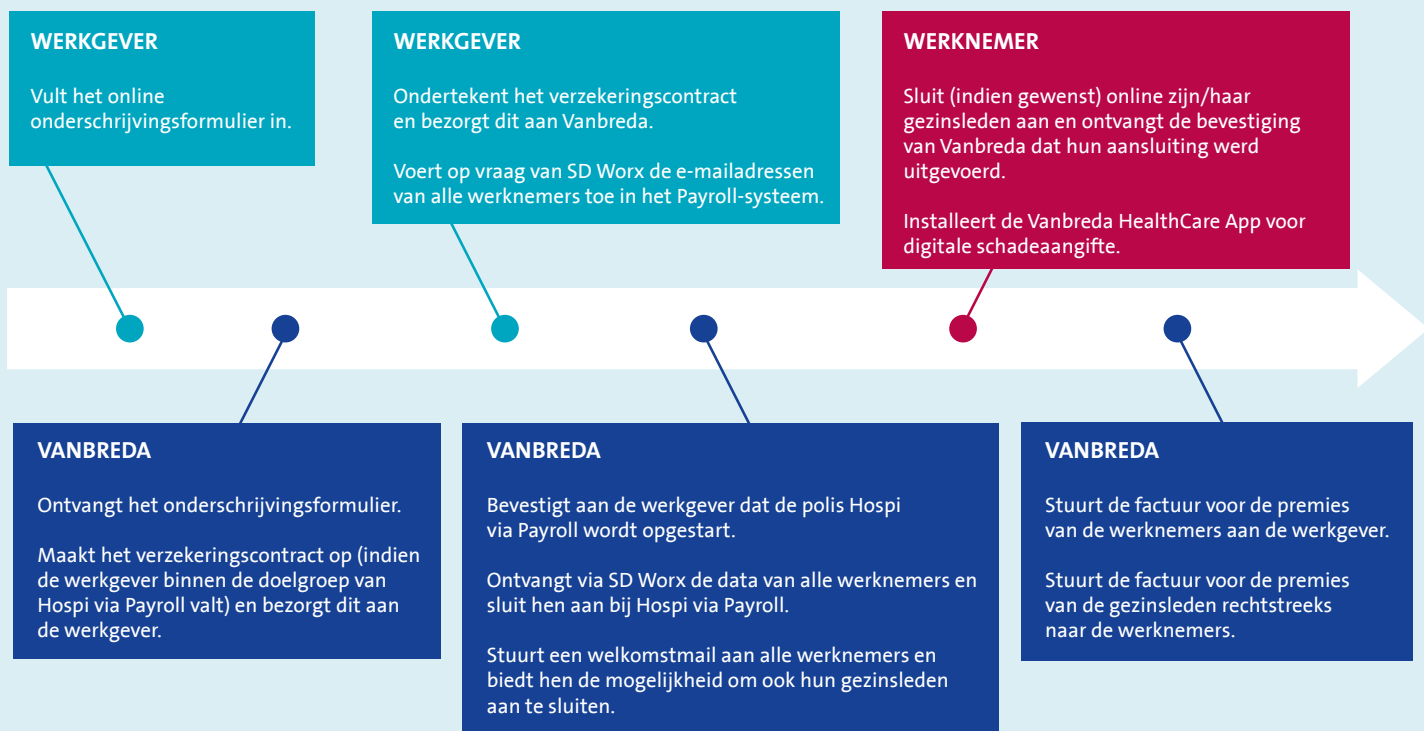 WERKGEVER
Vult het online
onderschrijvingsformulier in.
WERKGEVER
Ondertekent het verzekeringscontract
en bezorgt dit aan Vanbreda.
Voert op vraag van SD Worx de e-mailadressen
van alle werknemers toe in het Payroll-systeem.
WERKNEMER
Sluit (indien gewenst) online zijn/haar
gezinsleden aan en ontvangt de bevestiging
van Vanbreda dat hun aansluiting werd
uitgevoerd.
Installeert de Vanbreda HealthCare App voor
digitale schadeaangifte.
VANBREDA
Ontvangt het onderschrijvingsformulier.
Maakt het verzekeringscontract op (indien
de werkgever binnen de doelgroep van
Hospi via Payroll valt) en bezorgt dit aan
de werkgever.
VANBREDA
Bevestigt aan de werkgever dat de polis Hospi
via Payroll wordt opgestart.
Ontvangt via SD Worx de data van alle werknemers en
sluit hen aan bij Hospi via Payroll.
Stuurt een welkomstmail aan alle werknemers en
biedt hen de mogelijkheid om ook hun gezinsleden
aan te sluiten.
VANBREDA
Stuurt de factuur voor de premies
van de werknemers aan de werkgever.
Stuurt de factuur voor de premies
van de gezinsleden rechtstreeks
naar de werknemers.